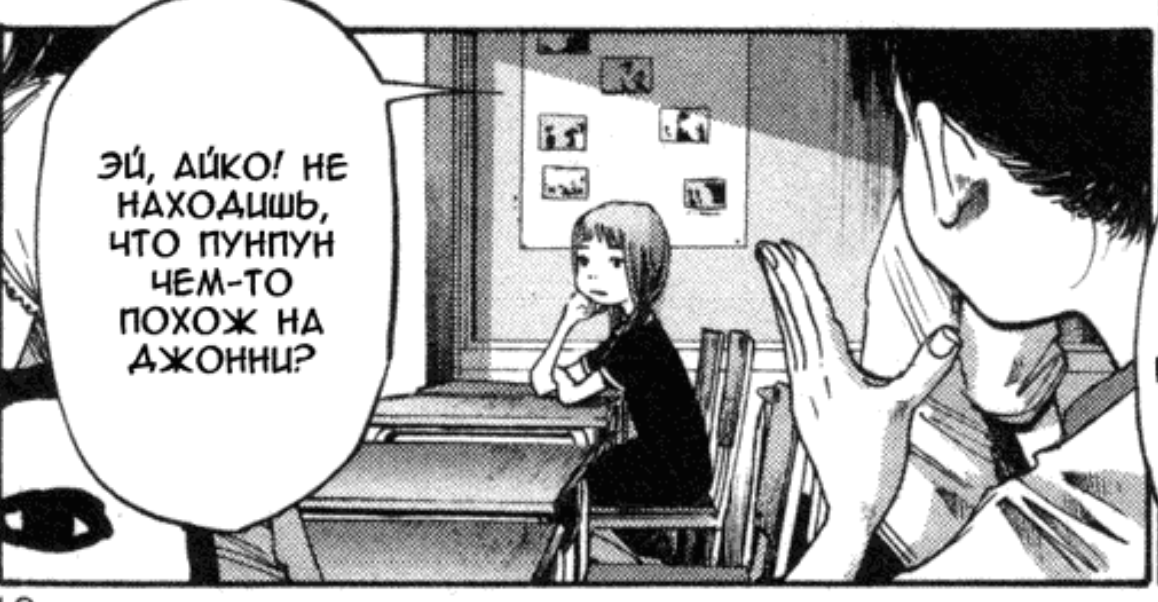 ЭЙ, АЙКО! НЕ
НАХОДИШЬ,
ЧТО ПУНПУН
ЧЕМ-ТО
ПОХОЖ НА
ДЖОННИ?